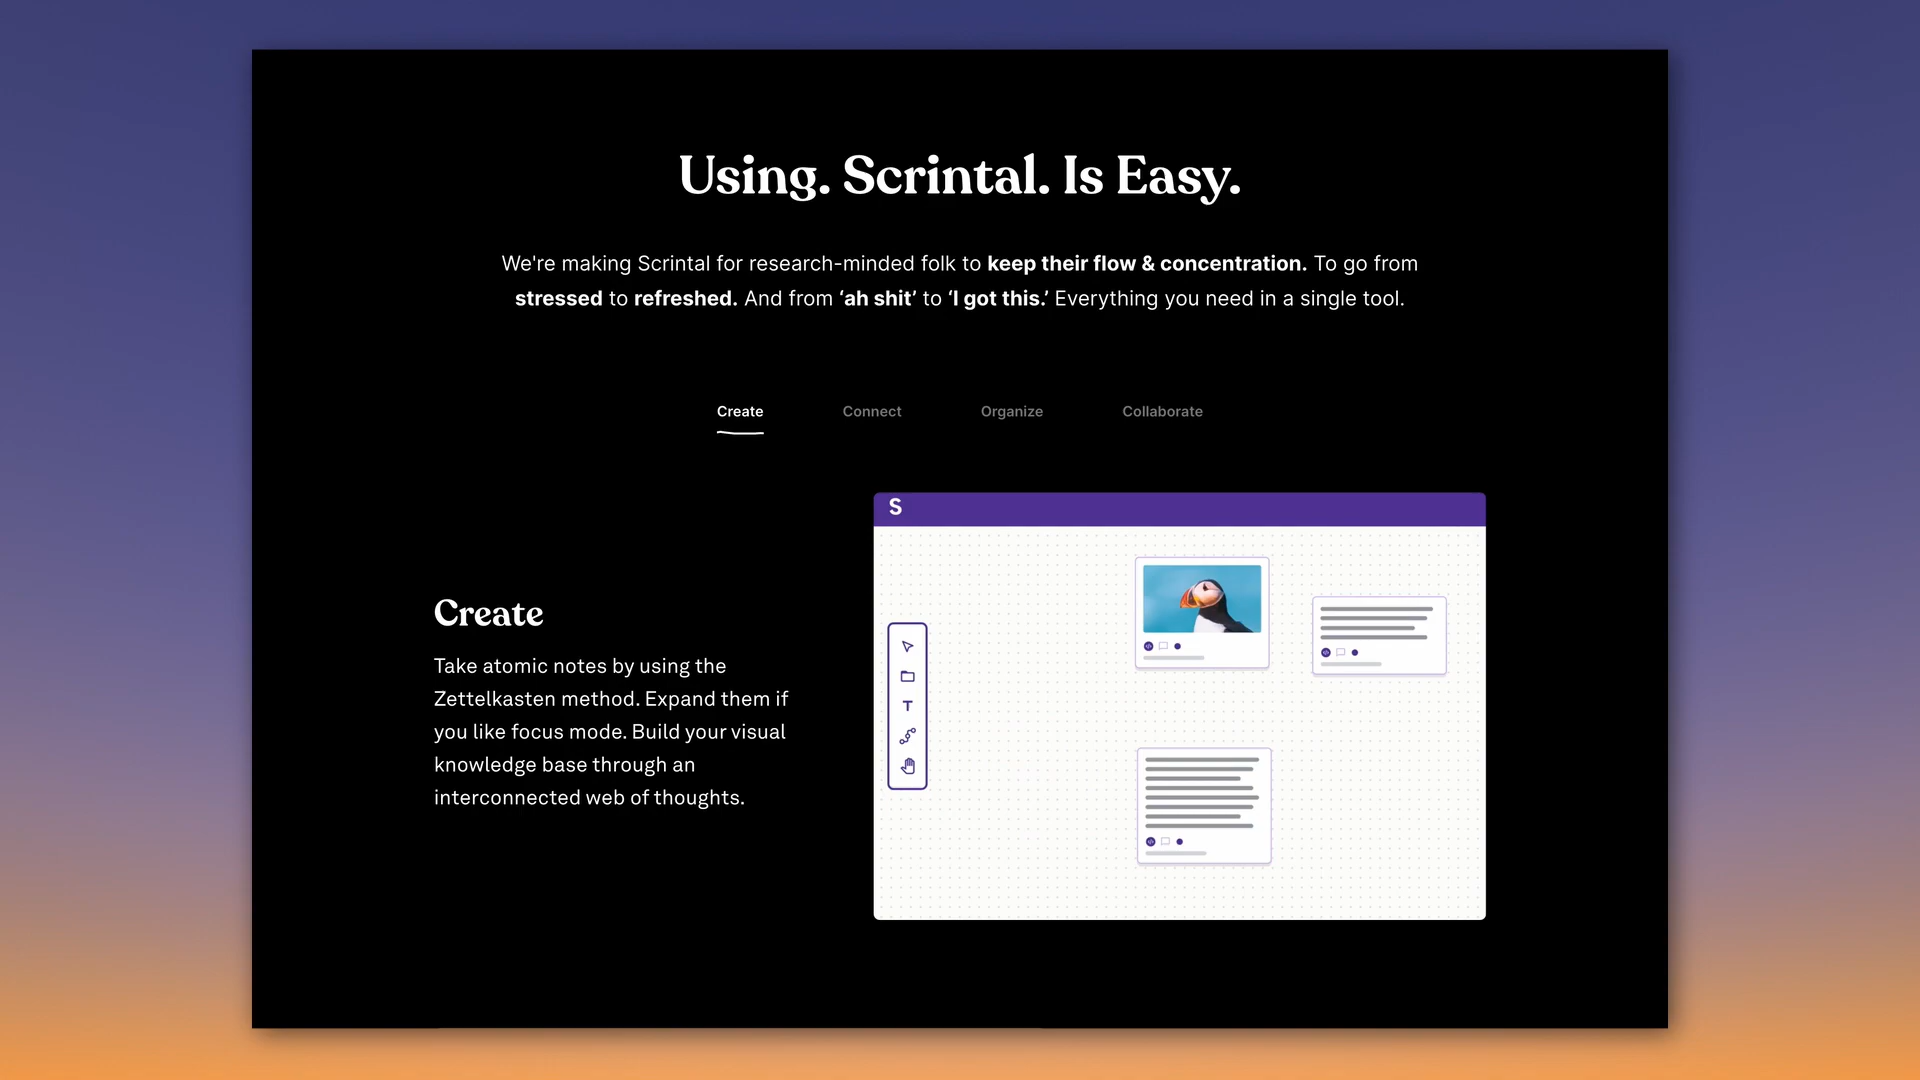 Using. Scrintal. Is Easy.
We're making Scrintal for research-minded folk to keep their flow & concentration. To go from
stressed to refreshed. And from ‘ah shit’ to ‘I got this.’ Everything you need in a single tool.
Create Connect Organize Collaborate
S
Create
Take atomic notes by using the
Zettelkasten method. Expand them if
you like focus mode. Build your visual
knowledge base through an
interconnected web of thoughts.
T